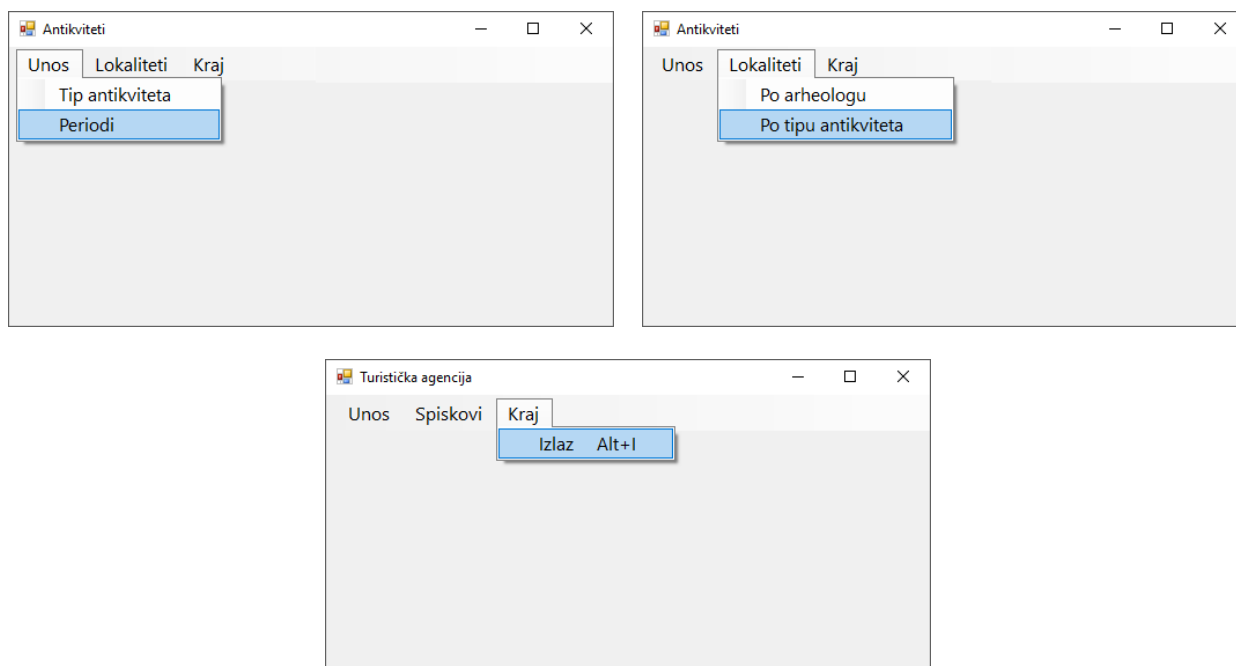 Antikviteti
Unos Lokaliteti Kraj
Tip antikviteta
Periodi
Antikviteti
Unos Lokaliteti Kraj
Po arheologu
Po tipu antikviteta
Turistička agencija
Unos Spiskovi Kraj
Izlaz Alt+I